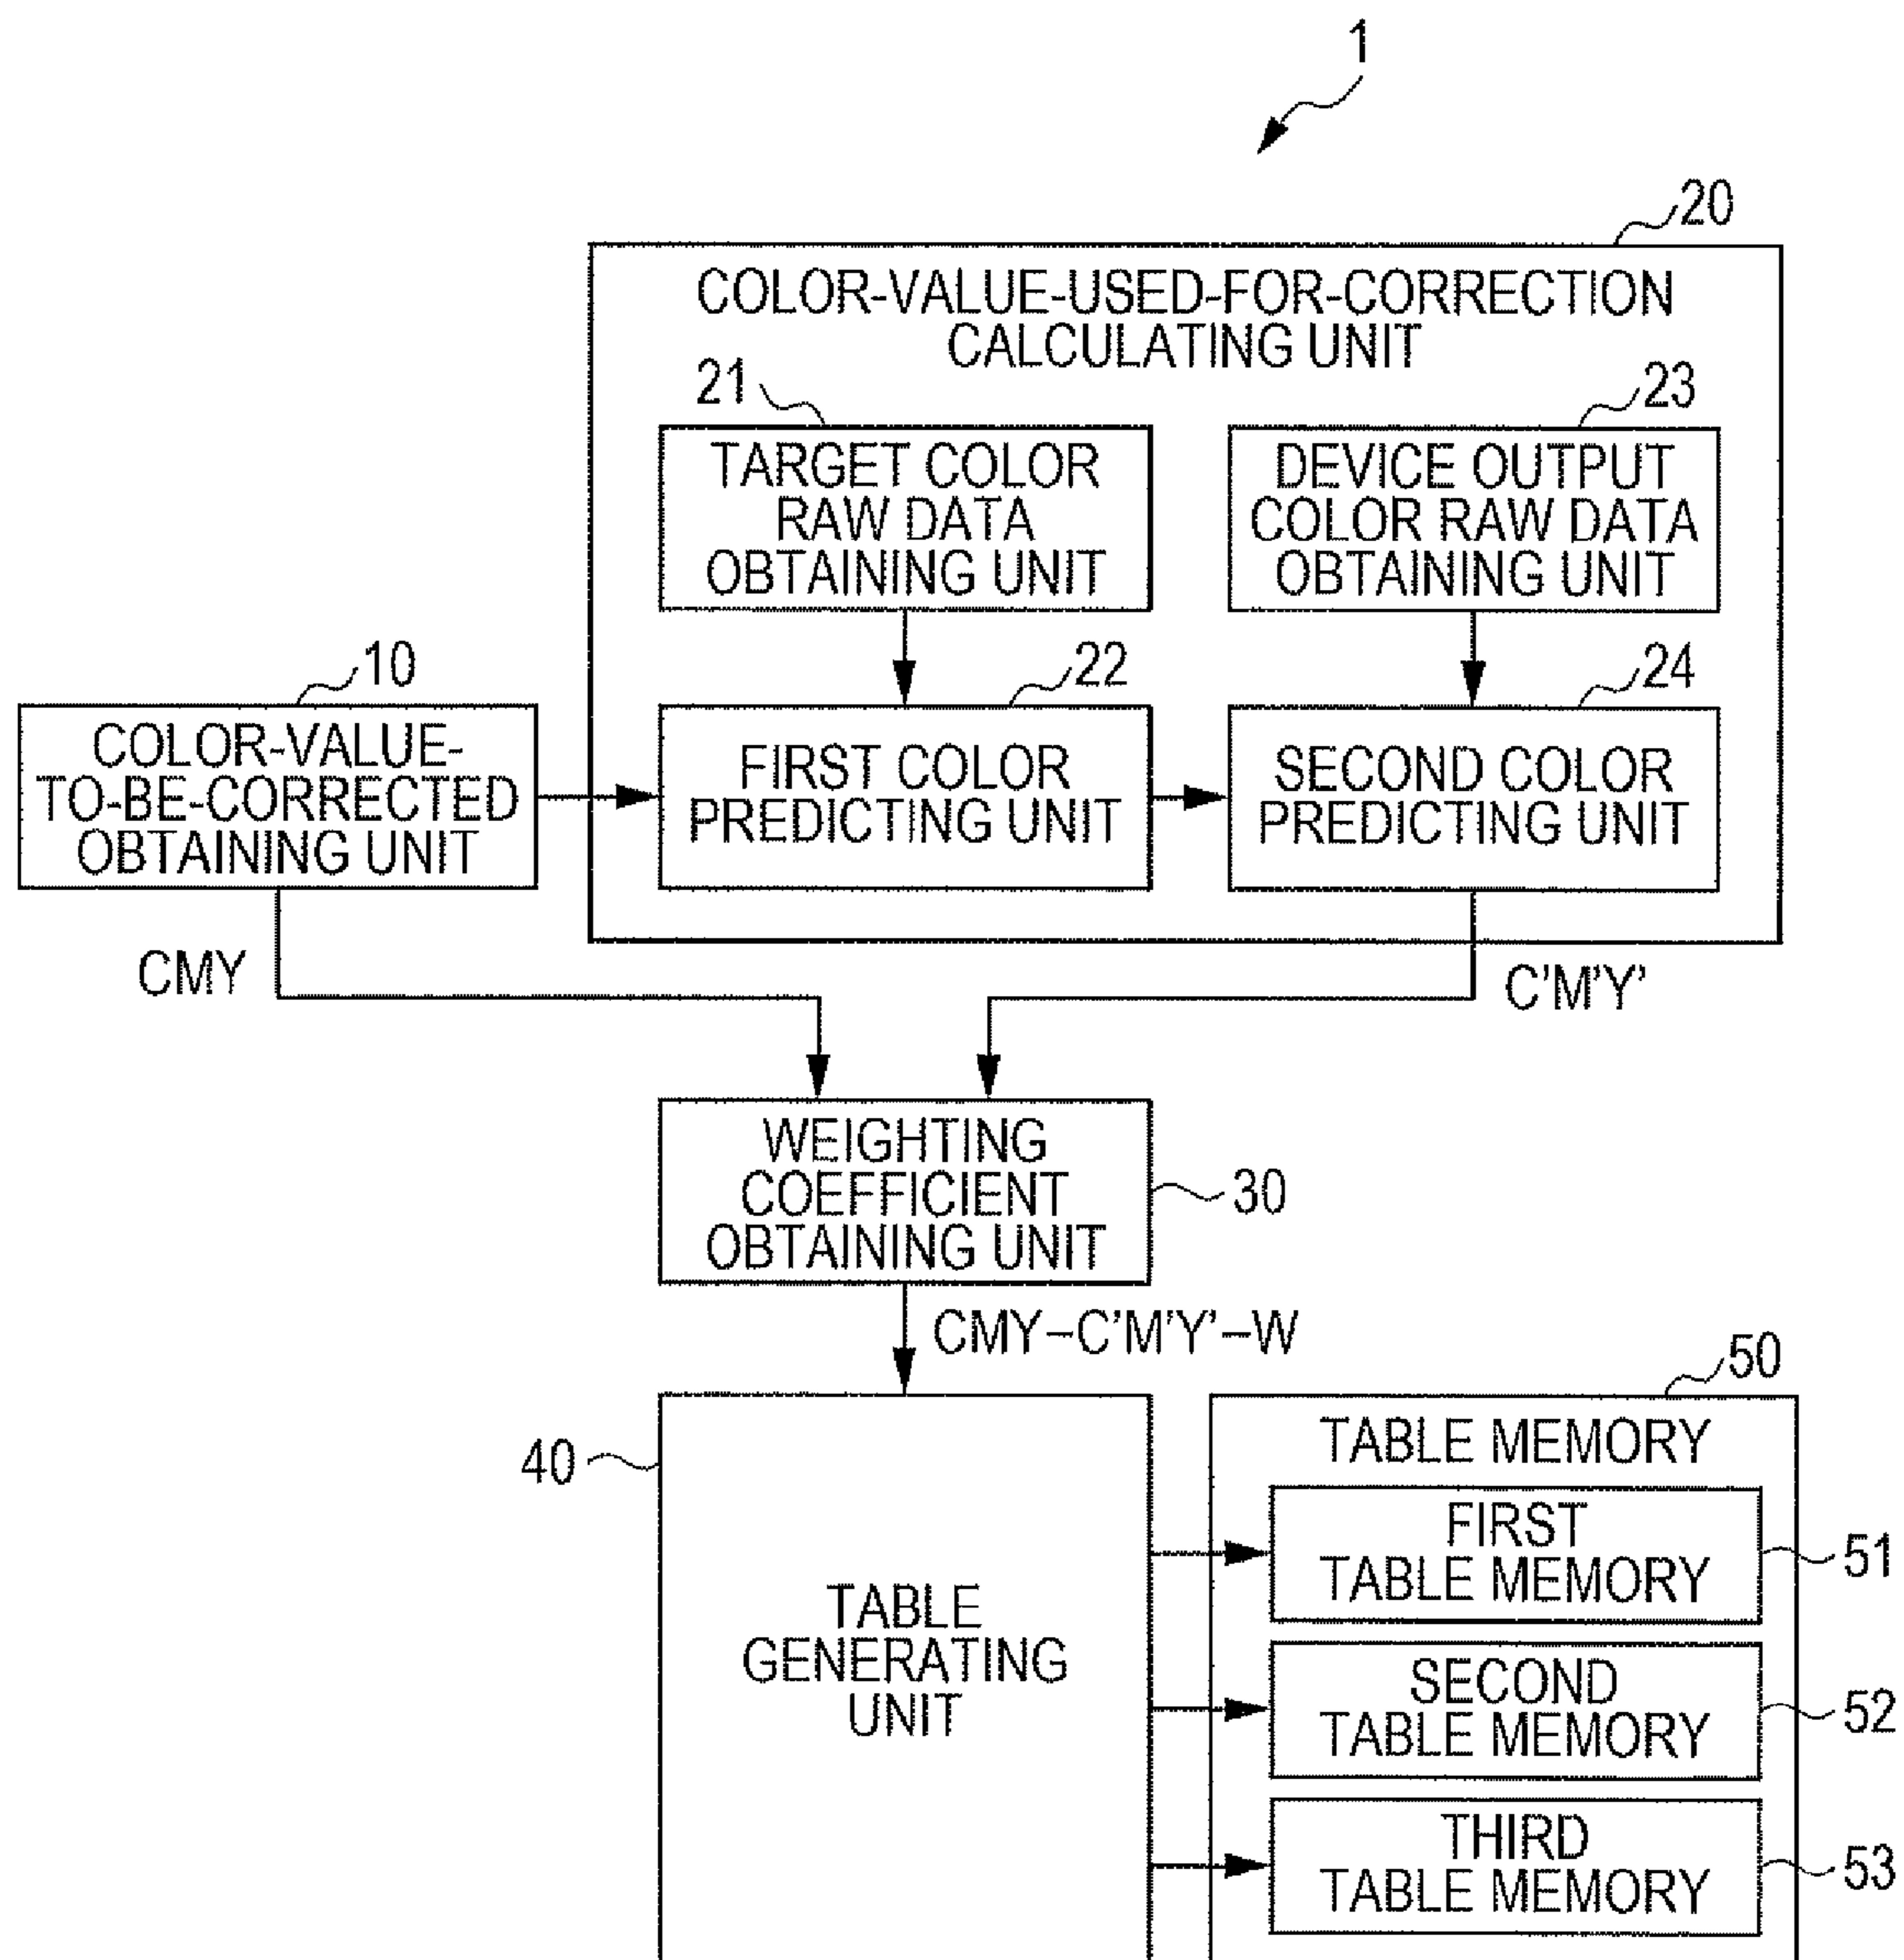 1
20
COLOR-VALUE-USED-FOR-CORRECTION
CALCULATING UNIT
21
TARGET COLOR
RAW DATA
OBTAINING UNIT
23
DEVICE OUTPUT
COLOR RAW DATA
OBTAINING UNIT
10
COLOR-VALUE-
TO-BE-CORRECTED
OBTAINING UNIT
22
FIRST COLOR
PREDICTING UNIT
24
SECOND COLOR
PREDICTING UNIT
CMY
C'M'Y'
WEIGHTING
COEFFICIENT
OBTAINING UNIT
30
CMY–C'M'Y'–W
40
TABLE
GENERATING
UNIT
50
TABLE MEMORY
FIRST
TABLE MEMORY
51
SECOND
TABLE MEMORY
52
THIRD
TABLE MEMORY
53